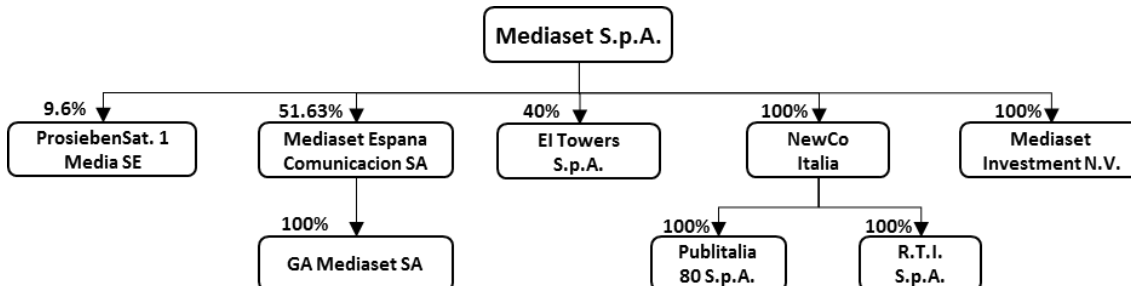 Mediaset S.p.A.
9.6%
51.63%
40%
100%
100%
ProsiebenSat. 1
Media SE
Mediaset Espana
Comunicacion SA
EI Towers
S.p.A.
NewCo
Italia
Mediaset
Investment N.V.
100%
100%
100%
GA Mediaset SA
Publitalia
80 S.p.A.
R.T.I.
S.p.A.